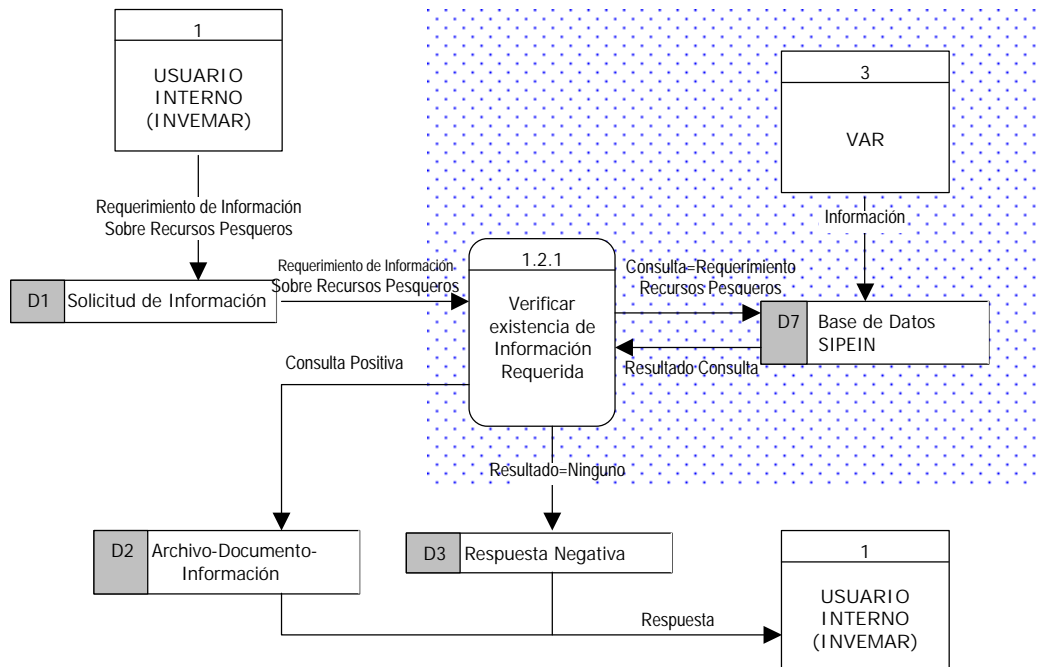 1
USUARIO
INTERNO
(INVEMAR)
3
VAR
Requerimiento de Información
Sobre Recursos Pesqueros
Información
D1
Solicitud de Información
Requerimiento de Información
Sobre Recursos Pesqueros
1.2.1
Verificar
existencia de
Información
Requerida
Consulta=Requerimiento
Recursos Pesqueros
D7
Base de Datos
SIPEIN
Resultado Consulta
Consulta Positiva
Resultado=Ninguno
D2
Archivo-Documento-
Información
D3
Respuesta Negativa
Respuesta
1
USUARIO
INTERNO
(INVEMAR)